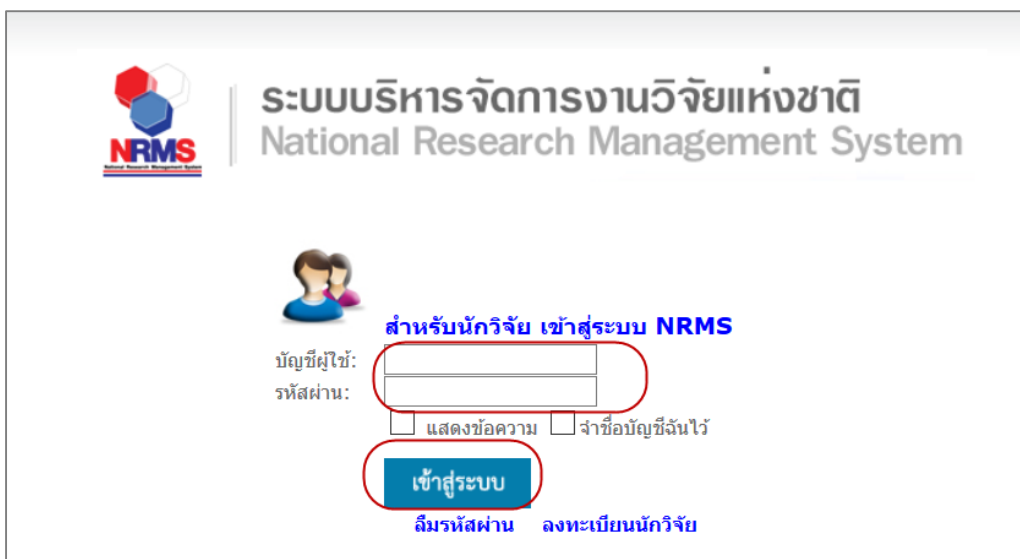 ระบบบริหารจัดการงานวิจัยแห่งชาติ
National Research Management System
NRMS
National Research Management System
สำหรับนักวิจัย เข้าสู่ระบบ NRMS
บัญชีผู้ใช้:
รหัสผ่าน:
แสดงข้อความ จำชื่อบัญชีฉันไว้
เข้าสู่ระบบ
ลืมรหัสผ่าน ลงทะเบียนนักวิจัย